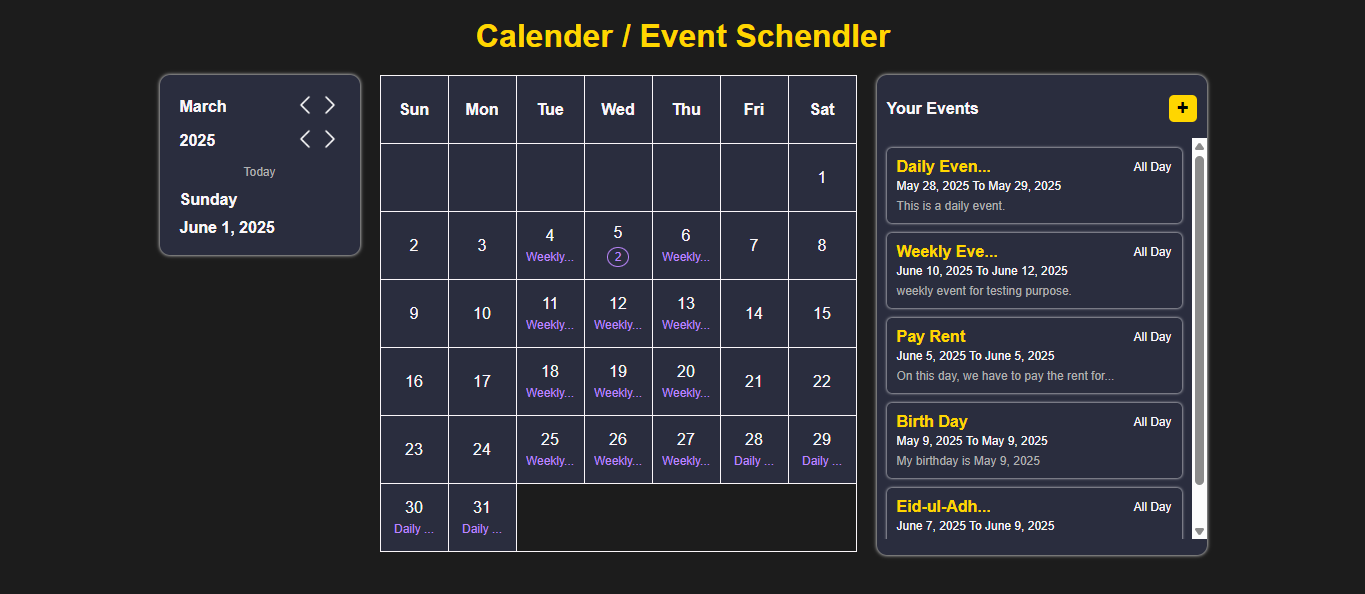 Calender / Event Schendler
March
2025
Today
Sunday
June 1, 2025
Sun Mon Tue Wed Thu Fri Sat
1
2 3 4 5 6 7 8
Weekly... 2 Weekly...
9 10 11 12 13 14 15
Weekly... Weekly... Weekly...
16 17 18 19 20 21 22
Weekly... Weekly... Weekly...
23 24 25 26 27 28 29
Weekly... Weekly... Weekly... Daily ... Daily ...
30 31
Daily ... Daily ...
Your Events +
Daily Even... All Day
May 28, 2025 To May 29, 2025
This is a daily event.
Weekly Eve... All Day
June 10, 2025 To June 12, 2025
weekly event for testing purpose.
Pay Rent All Day
June 5, 2025 To June 5, 2025
On this day, we have to pay the rent for...
Birth Day All Day
May 9, 2025 To May 9, 2025
My birthday is May 9, 2025
Eid-ul-Adh... All Day
June 7, 2025 To June 9, 2025